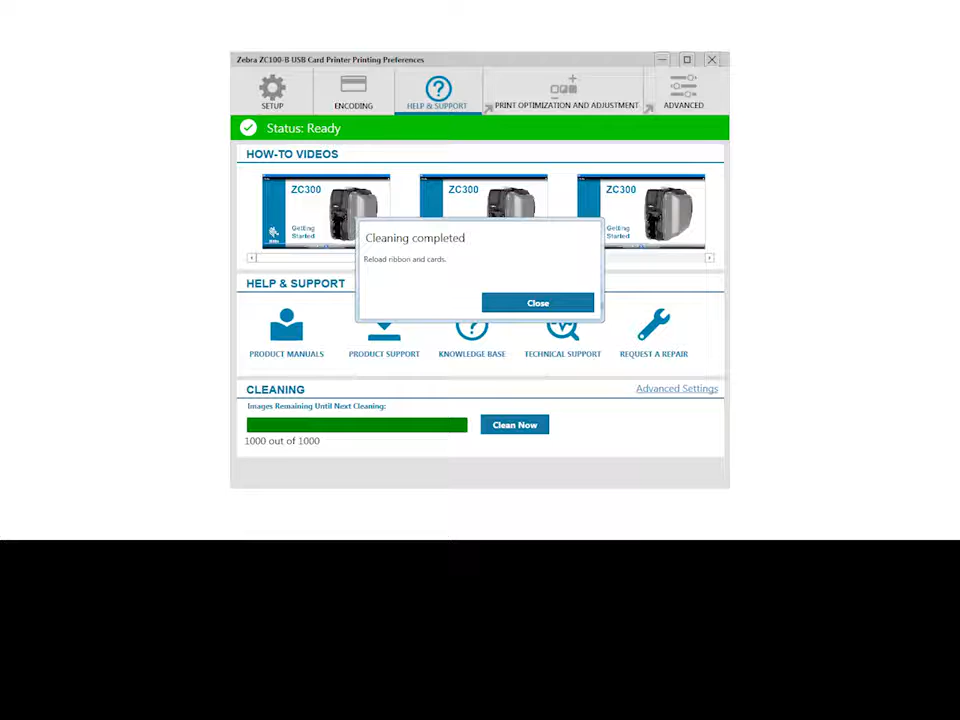 Zebra ZC100-B USB Card Printer Printing Preferences
SETUP
ENCODING
HELP & SUPPORT
PRINT OPTIMIZATION AND ADJUSTMENT
ADVANCED
Status: Ready
HOW-TO VIDEOS
ZC300
Getting
Started
ZC300
ZC300
Getting
Started
Cleaning completed
Reload ribbon and cards.
Close
HELP & SUPPORT
PRODUCT MANUALS
PRODUCT SUPPORT
KNOWLEDGE BASE
TECHNICAL SUPPORT
REQUEST A REPAIR
CLEANING
Advanced Settings
Images Remaining Until Next Cleaning:
Clean Now
1000 out of 1000